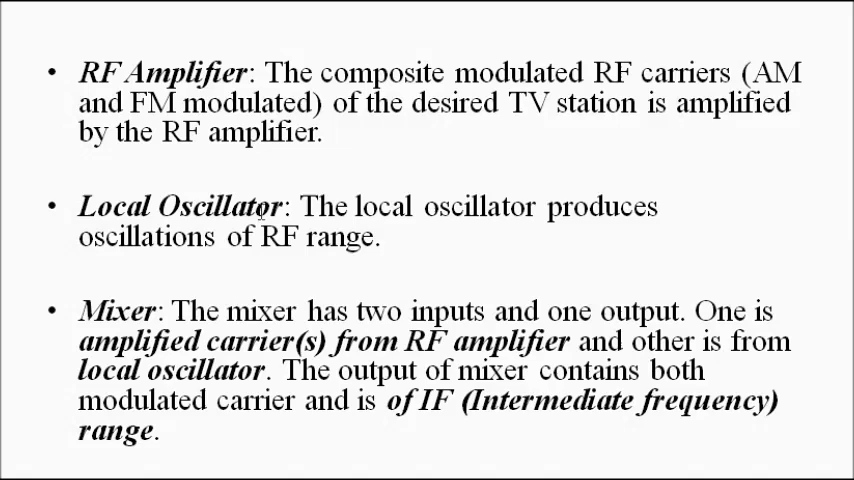 • RF Amplifier: The composite modulated RF carriers (AM
and FM modulated) of the desired TV station is amplified
by the RF amplifier.
• Local Oscillator: The local oscillator produces
oscillations of RF range.
• Mixer: The mixer has two inputs and one output. One is
amplified carrier(s) from RF amplifier and other is from
local oscillator. The output of mixer contains both
modulated carrier and is of IF (Intermediate frequency)
range.